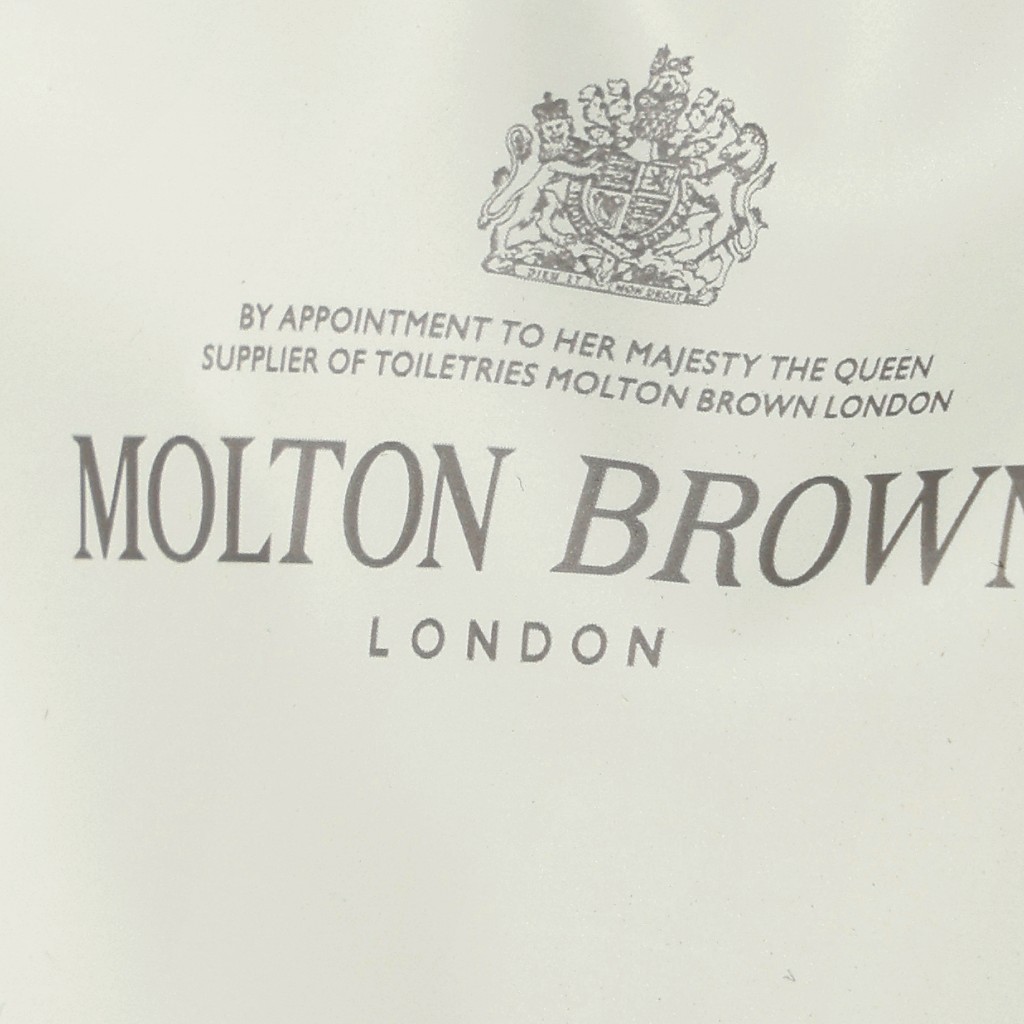 DIEU ET MON DROIT
BY APPOINTMENT TO HER MAJESTY THE QUEEN
SUPPLIER OF TOILETRIES MOLTON BROWN LONDON
MOLTON BROWN
LONDON